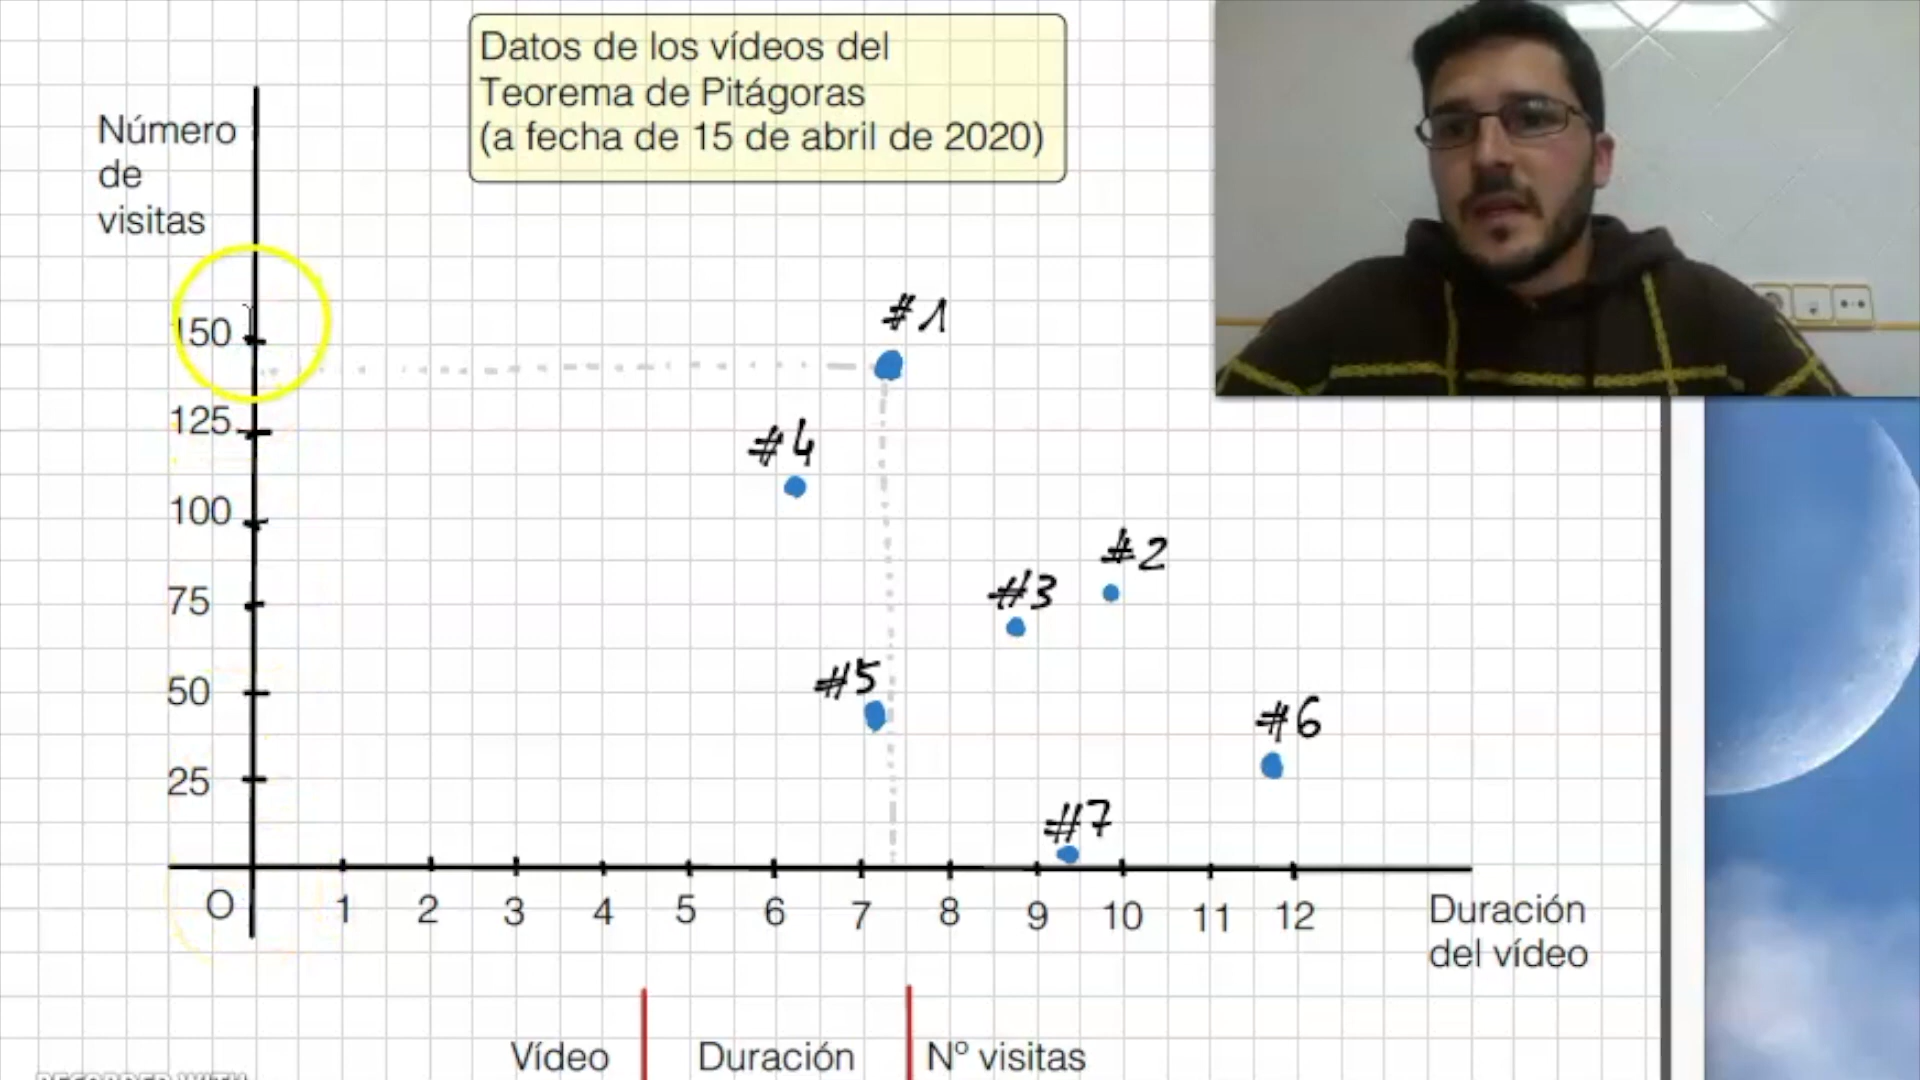 Datos de los vídeos del
Teorema de Pitágoras
(a fecha de 15 de abril de 2020)
Número
de
visitas
150
125
100
75
50
25
#1
#4
#2
#3
#5
#6
#7
O 1 2 3 4 5 6 7 8 9 10 11 12
Duración
del vídeo
Vídeo Duración Nº visitas
RECORDED WITH